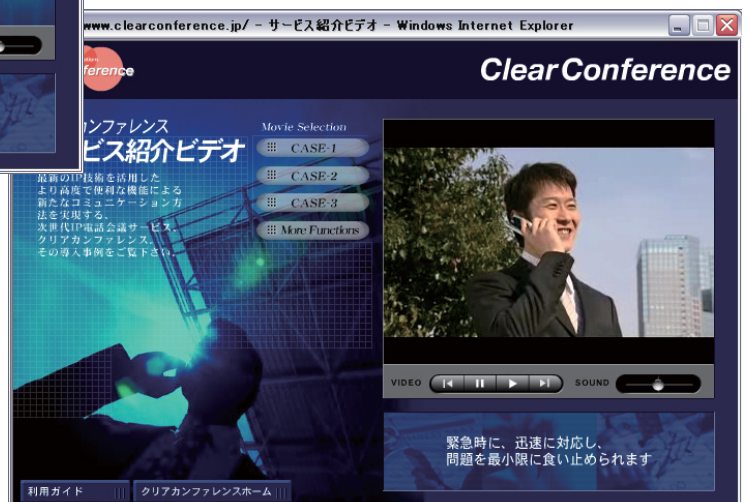 www.clearconference.jp/ - サービス紹介ビデオ - Windows Internet Explorer
ference
Clear Conference
ンファレンス
ービス紹介ビデオ
最新のIP技術を活用した
より高度で便利な機能による
新たなコミュニケーション方
法を実現する、
次世代IP電話会議サービス、
クリアカンファレンス。
その導入事例をご覧下さい。
Movie Selection
CASE-1
CASE-2
CASE-3
More Functions
VIDEO
SOUND
緊急時に、迅速に対応し、
問題を最小限に食い止められます
利用ガイド
クリアカンファレンスホーム